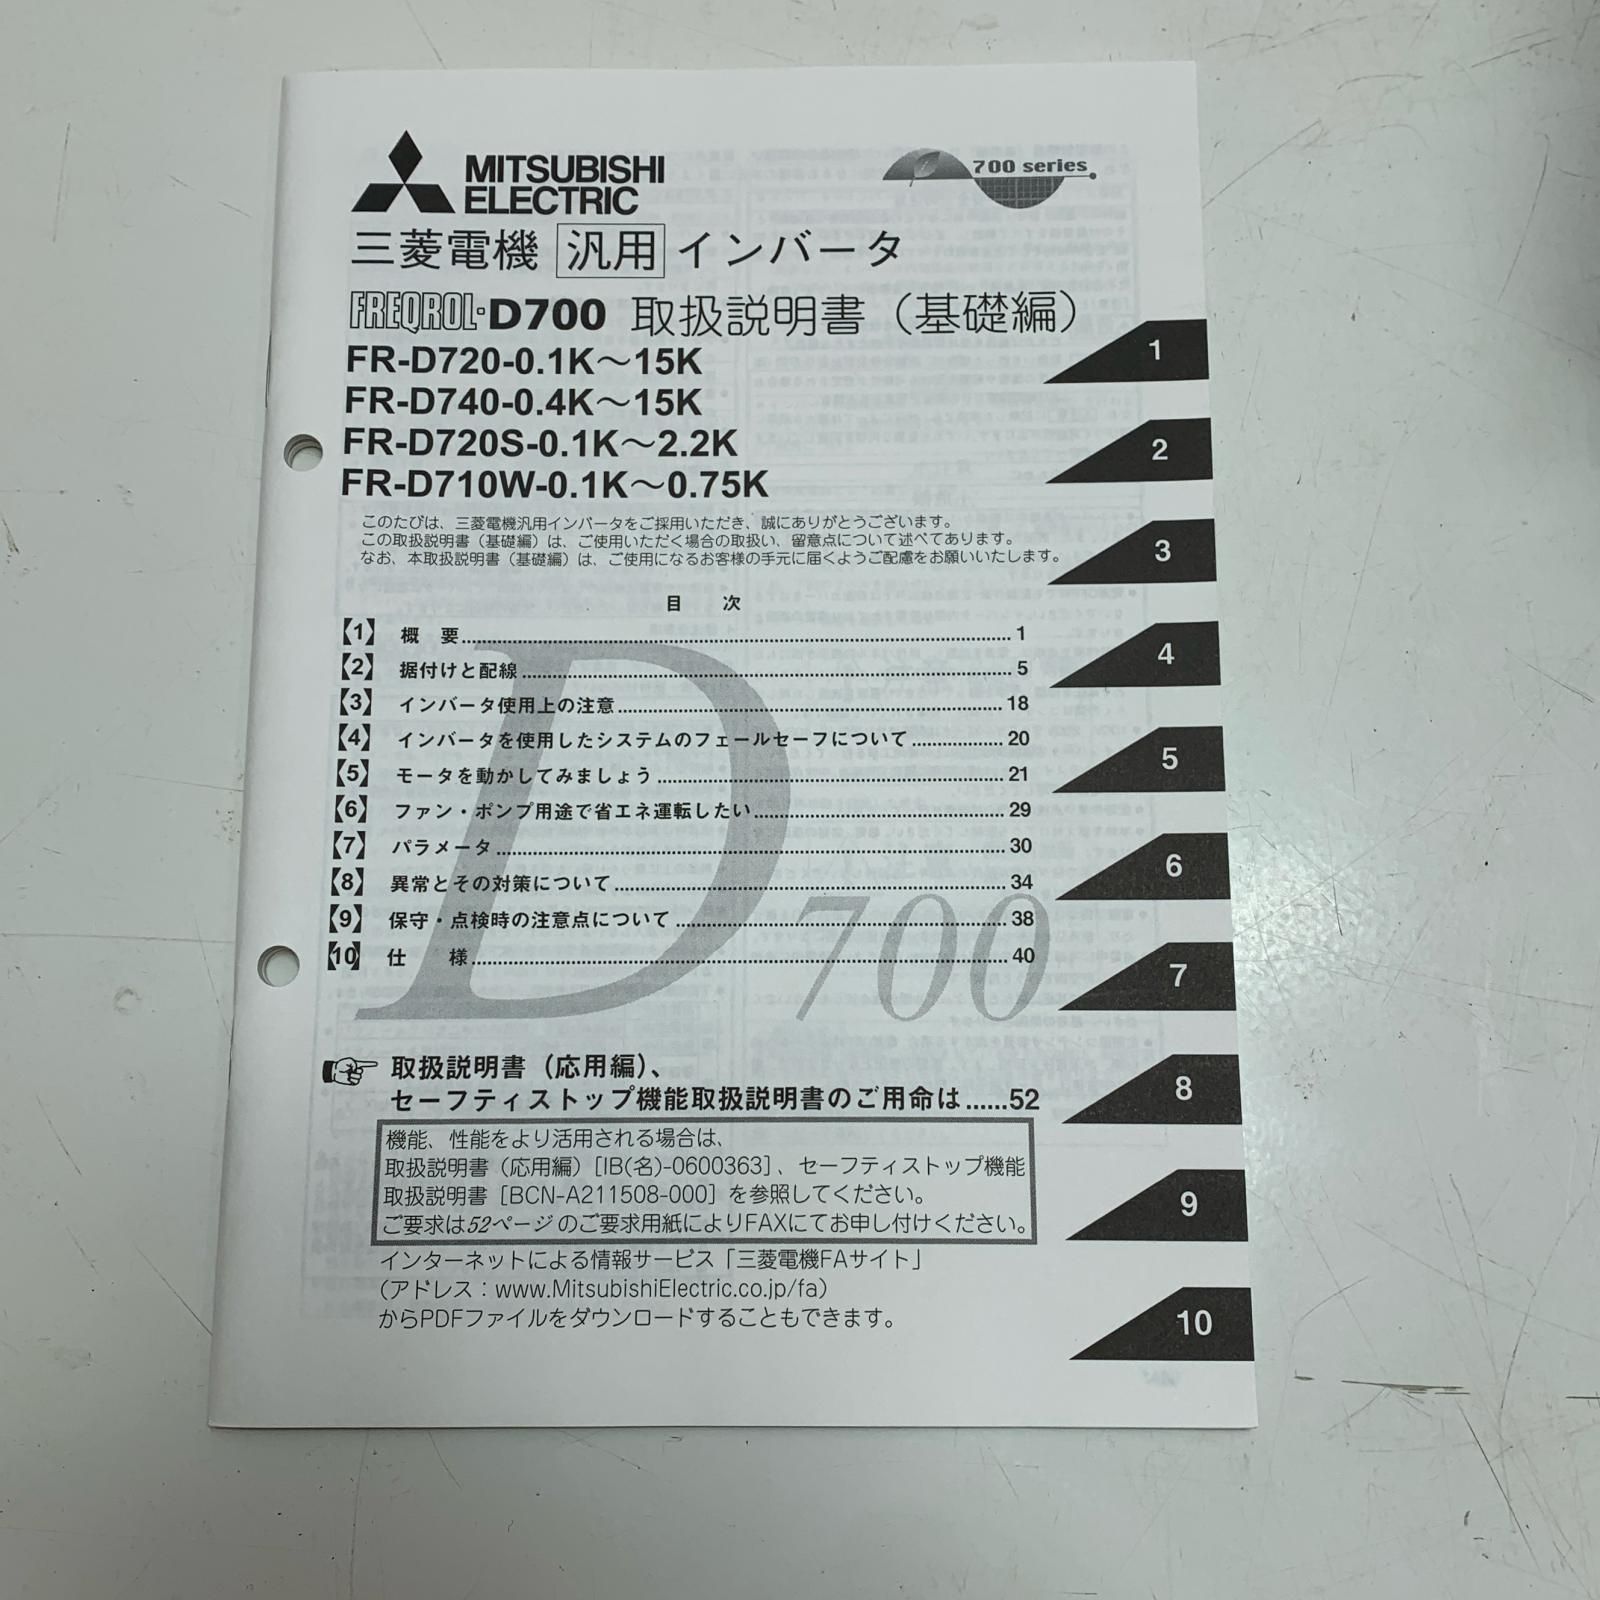 MITSUBISHI
ELECTRIC
700 series
三菱電機 汎用 インバータ
FREQROL-D700 取扱説明書（基礎編）
FR-D720-0.1K～15K
FR-D740-0.4K～15K
FR-D720S-0.1K～2.2K
FR-D710W-0.1K～0.75K
このたびは、三菱電機汎用インバータをご採用いただき、誠にありがとうございます。
この取扱説明書（基礎編）は、ご使用いただく場合の取扱い、留意点について述べてあります。
なお、本取扱説明書（基礎編）は、ご使用になるお客様の手元に届くようご配慮をお願いいたします。
目 次
【1】 概 要 1
【2】 据付けと配線 5
【3】 インバータ使用上の注意 18
【4】 インバータを使用したシステムのフェールセーフについて 20
【5】 モータを動かしてみましょう 21
【6】 ファン・ポンプ用途で省エネ運転したい 29
【7】 パラメータ 30
【8】 異常とその対策について 34
【9】 保守・点検時の注意点について 38
【10】 仕 様 40
D700
取扱説明書（応用編）、
セーフティストップ機能取扱説明書のご用命は ......52
機能、性能をより活用される場合は、
取扱説明書（応用編）[IB(名)-0600363]、セーフティストップ機能
取扱説明書[BCN-A211508-000]を参照してください。
ご要求は52ページのご要求用紙によりFAXにてお申し付けください。
インターネットによる情報サービス「三菱電機FAサイト」
（アドレス：www.MitsubishiElectric.co.jp/fa）
からPDFファイルをダウンロードすることもできます。
1
2
3
4
5
6
7
8
9
10